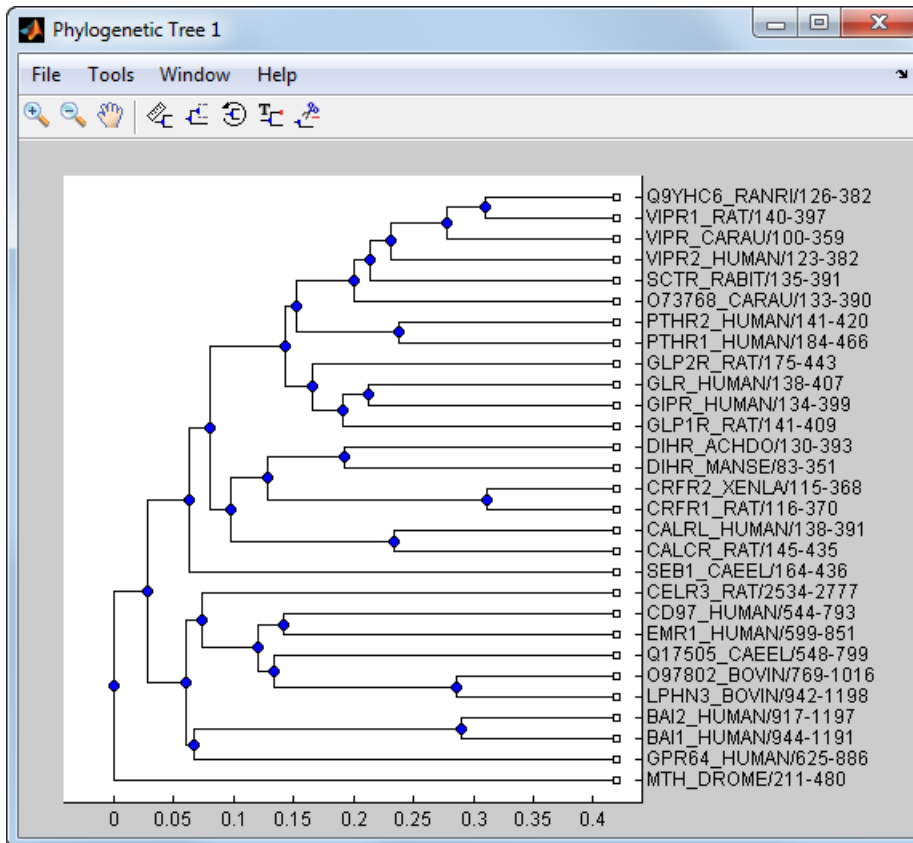 Phylogenetic Tree 1
File Tools Window Help
Q9YHC6_RANRI/126-382
VIPR1_RAT/140-397
VIPR_CARAU/100-359
VIPR2_HUMAN/123-382
SCTR_RABIT/135-391
O73768_CARAU/133-390
PTHR2_HUMAN/141-420
PTHR1_HUMAN/184-466
GLP2R_RAT/175-443
GLR_HUMAN/138-407
GIPR_HUMAN/134-399
GLP1R_RAT/141-409
DIHR_ACHDO/130-393
DIHR_MANSE/83-351
CRFR2_XENLA/115-368
CRFR1_RAT/116-370
CALRL_HUMAN/138-391
CALCR_RAT/145-435
SEB1_CAEEL/164-436
CELR3_RAT/2534-2777
CD97_HUMAN/544-793
EMR1_HUMAN/599-851
Q17505_CAEEL/548-799
O97802_BOVIN/769-1016
LPHN3_BOVIN/942-1198
BAI2_HUMAN/917-1197
BAI1_HUMAN/944-1191
GPR64_HUMAN/625-886
MTH_DROME/211-480
0 0.05 0.1 0.15 0.2 0.25 0.3 0.35 0.4